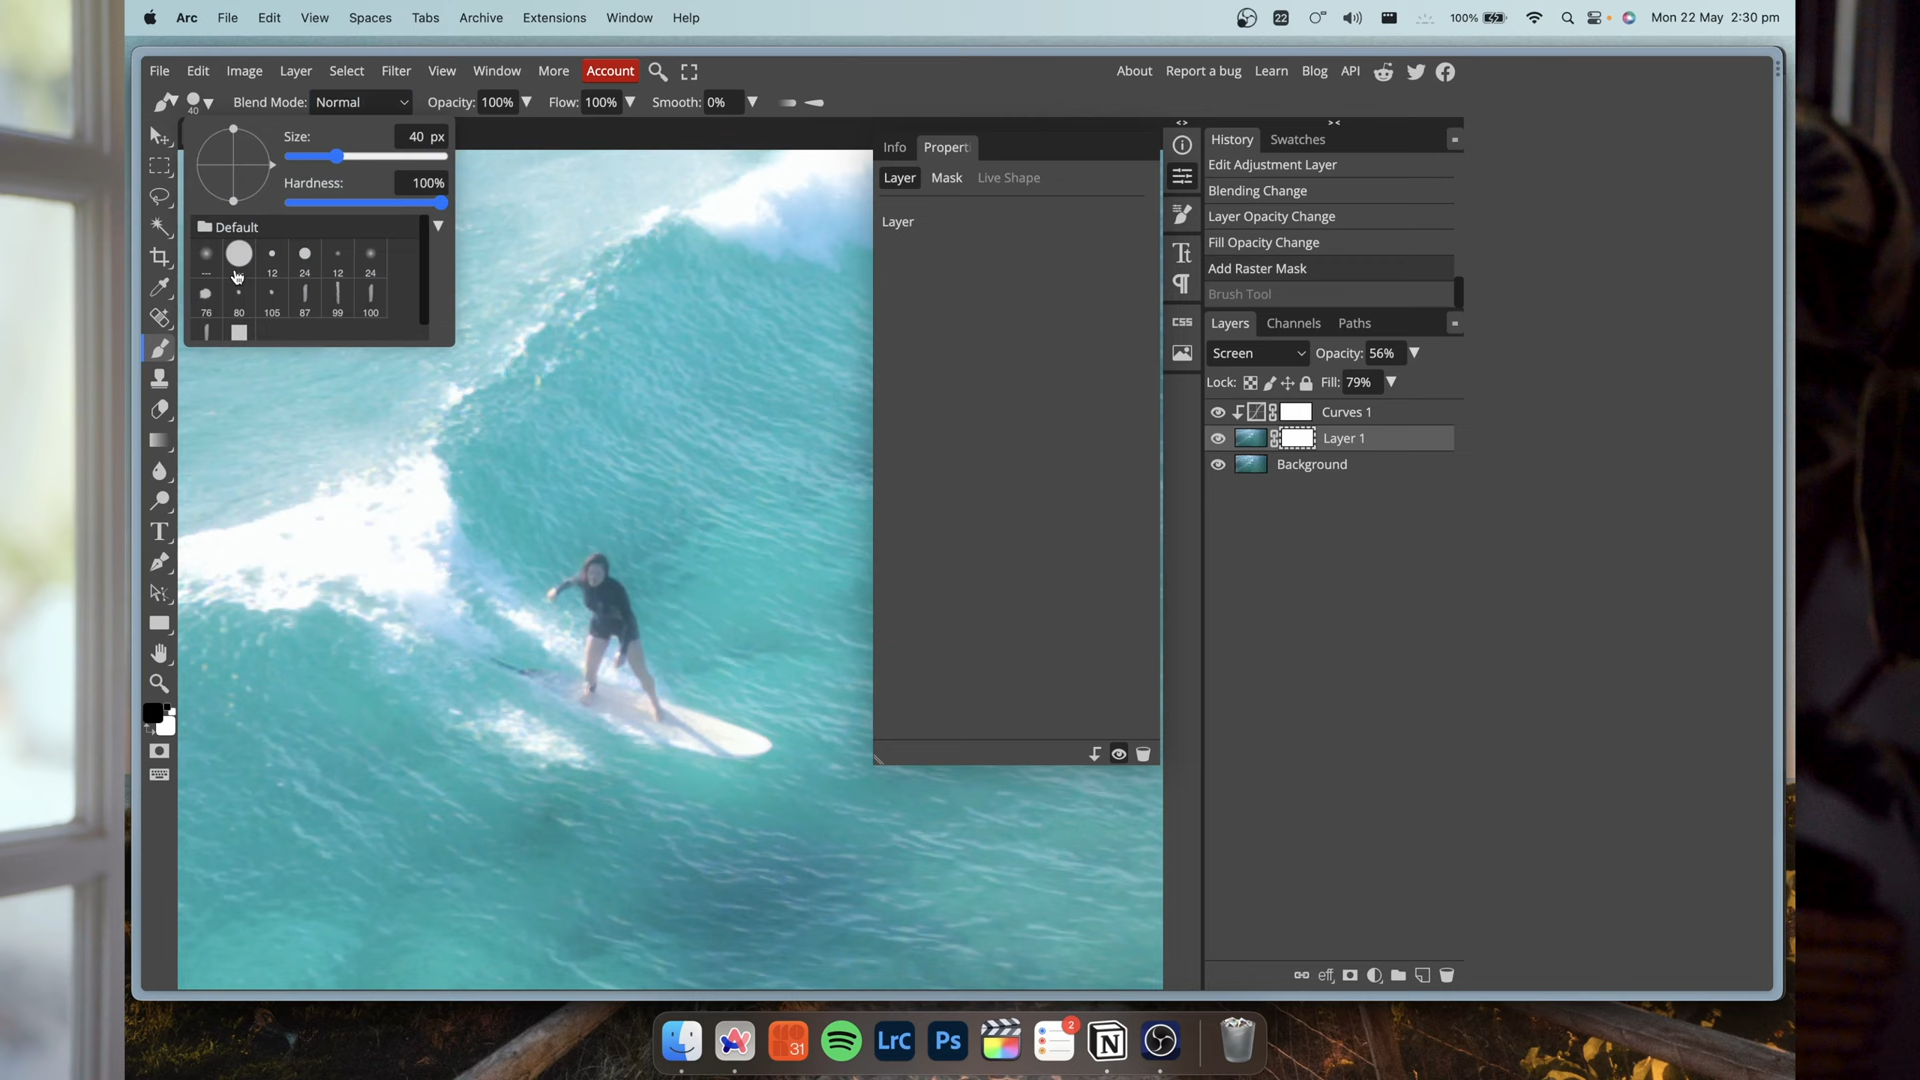 Arc File Edit View Spaces Tabs Archive Extensions Window Help 22 100% Mon 22 May 2:30 pm
File Edit Image Layer Select Filter View Window More Account About Report a bug Learn Blog API
40 Blend Mode: Normal Opacity: 100% Flow: 100% Smooth: 0%
Size: 40 px
Hardness: 100%
Default
--- 12 24 12 24
76 80 105 87 99 100
Info Propert
Layer Mask Live Shape
Layer
Tt
CSS
History Swatches
Edit Adjustment Layer
Blending Change
Layer Opacity Change
Fill Opacity Change
Add Raster Mask
Brush Tool
Layers Channels Paths
Screen Opacity: 56%
Lock: Fill: 79%
Curves 1
Layer 1
Background
eff
31 LrC Ps 2 N